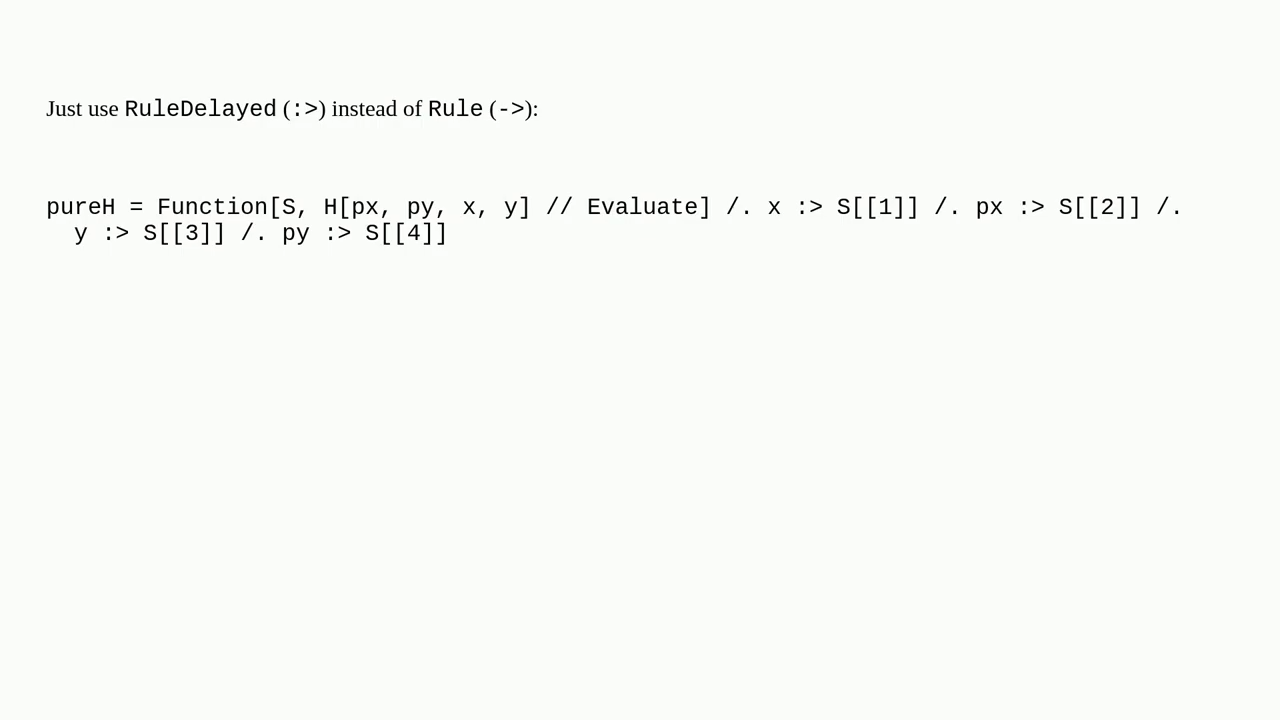 Just use RuleDelayed (:>) instead of Rule (->):
pureH = Function[S, H[px, py, x, y] // Evaluate] /. x :> S[[1]] /. px :> S[[2]] /.
  y :> S[[3]] /. py :> S[[4]]